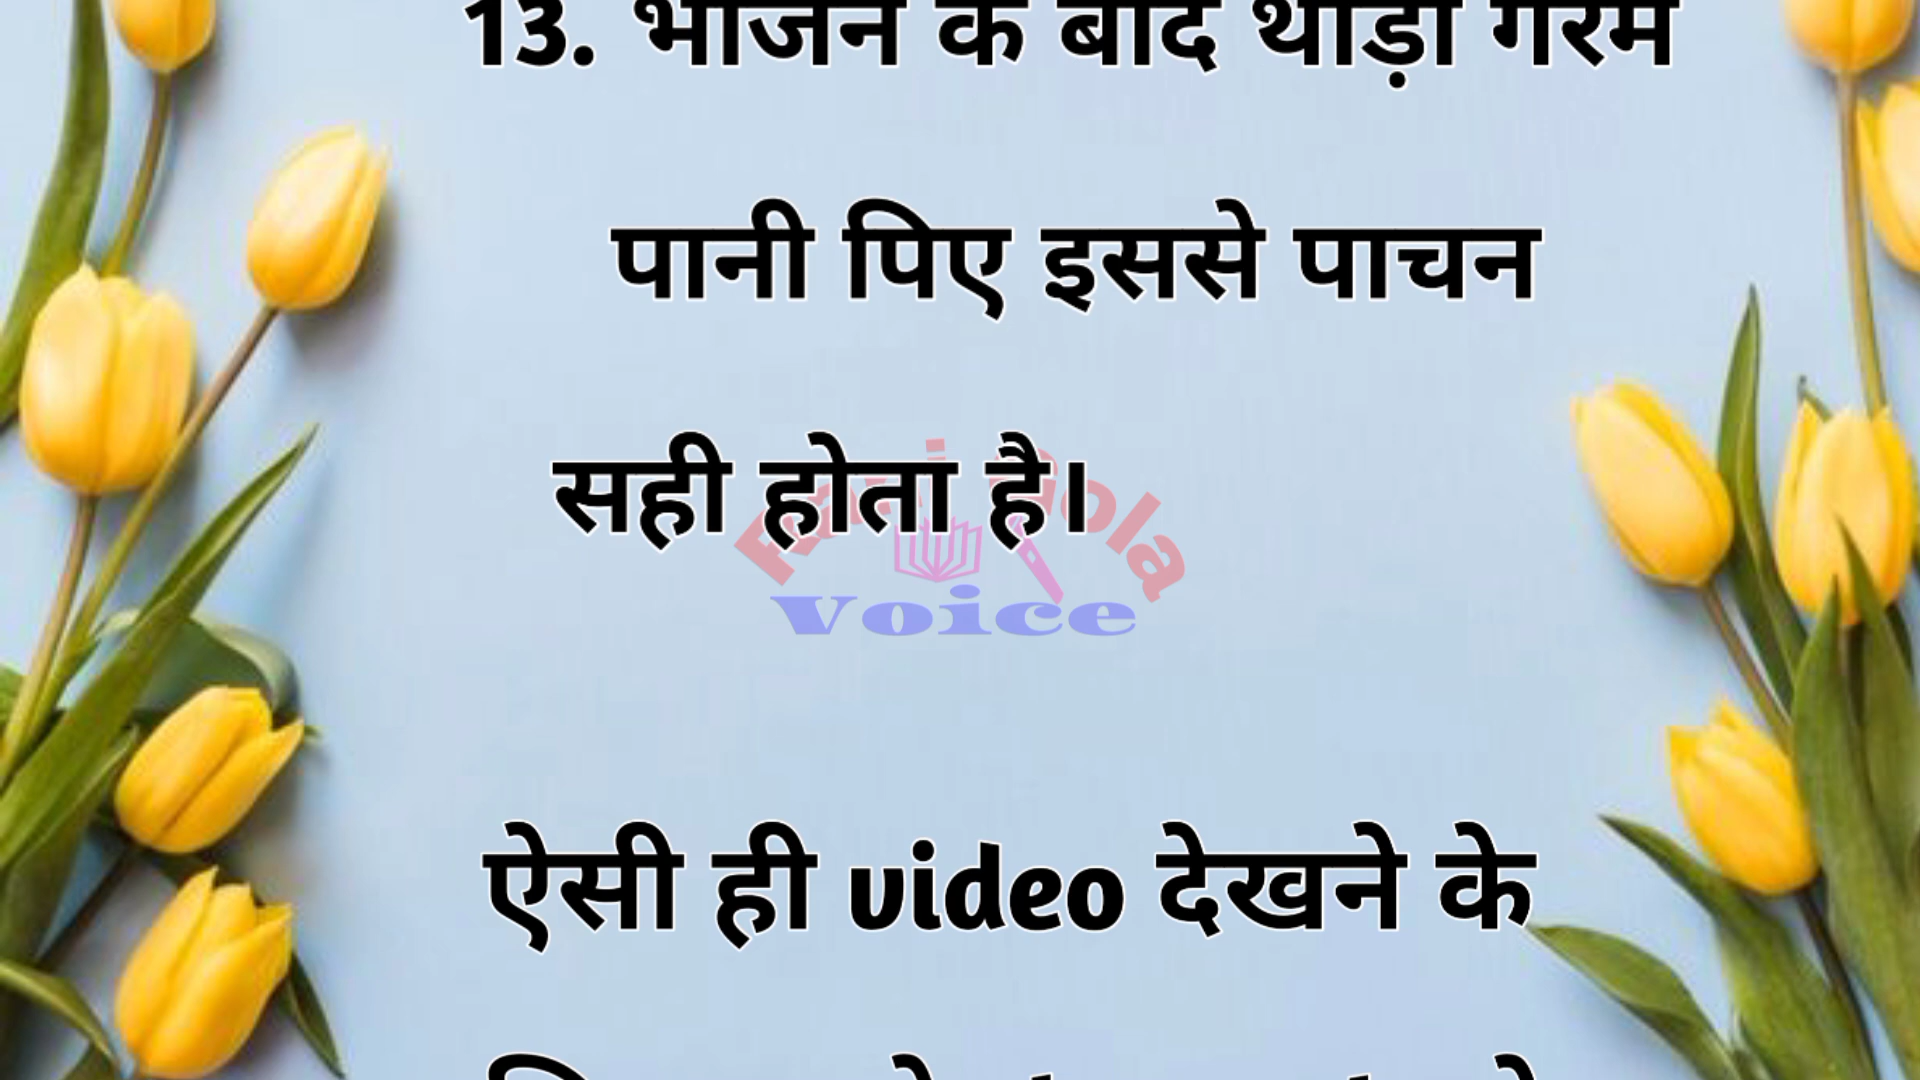 13. भोजन के बाद थोड़ा गरम
पानी पिए इससे पाचन
सही होता है।
Voice
ऐसी ही video देखने के